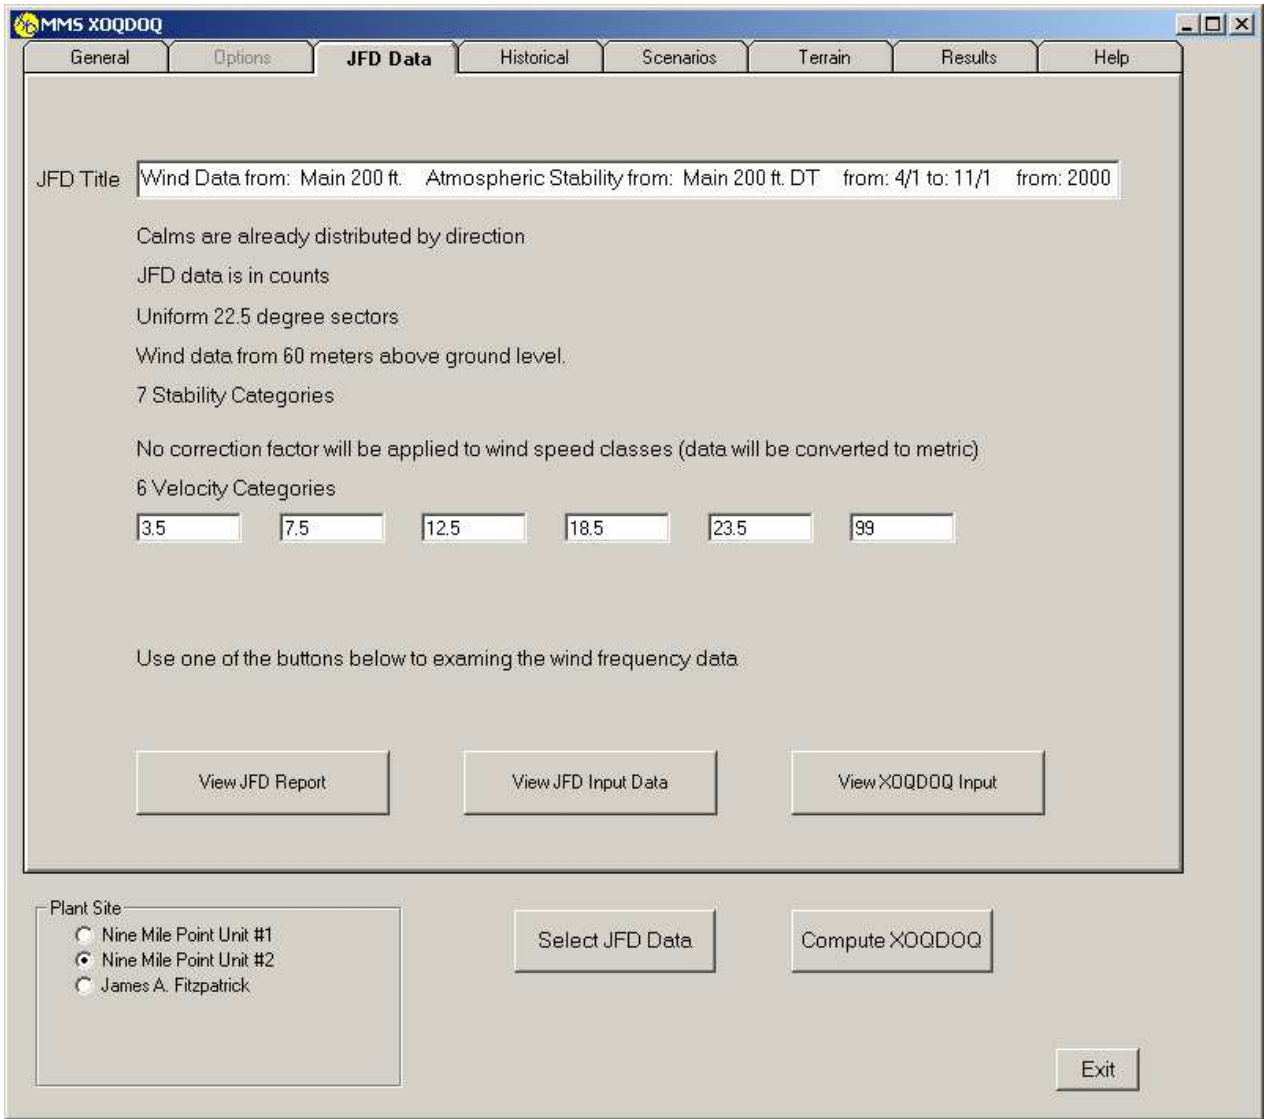 MMS XOQDOQ
General Options JFD Data Historical Scenarios Terrain Results Help
JFD Title Wind Data from: Main 200 ft. Atmospheric Stability from: Main 200 ft. DT from: 4/1 to: 11/1 from: 2000
Calms are already distributed by direction
JFD data is in counts
Uniform 22.5 degree sectors
Wind data from 60 meters above ground level.
7 Stability Categories
No correction factor will be applied to wind speed classes (data will be converted to metric)
6 Velocity Categories
3.5 7.5 12.5 18.5 23.5 99
Use one of the buttons below to examing the wind frequency data
View JFD Report View JFD Input Data View XOQDOQ Input
Plant Site
Nine Mile Point Unit #1
Nine Mile Point Unit #2
James A. Fitzpatrick
Select JFD Data Compute XOQDOQ
Exit